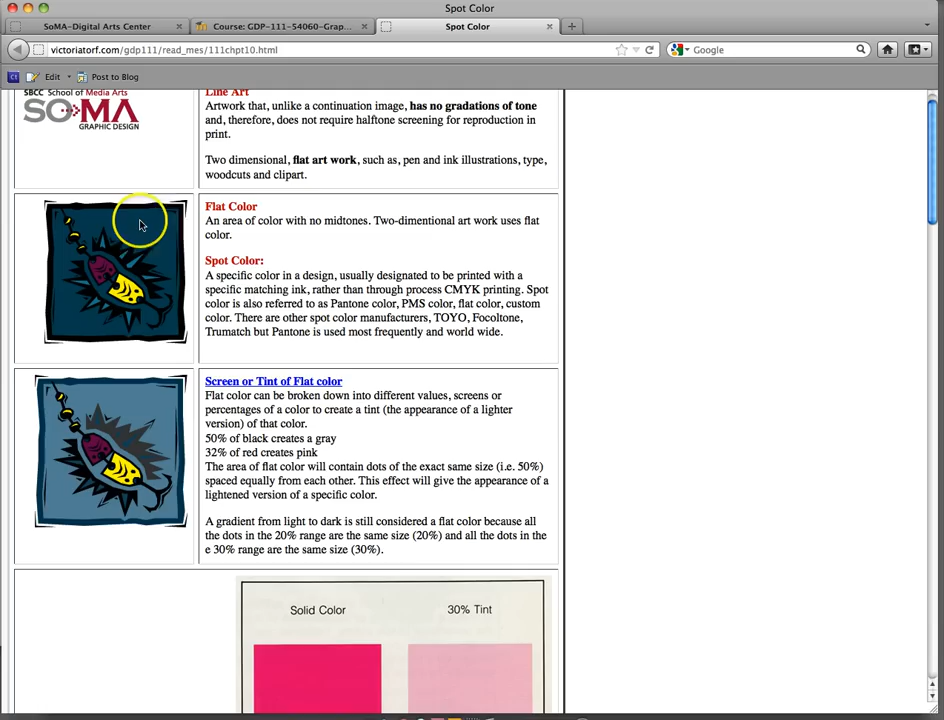 Spot Color
SoMA-Digital Arts Center
Course: GDP-111-54060-Grap...
Spot Color
victoriatorf.com/gdp111/read_mes/111chpt10.html
Google
Edit
Post to Blog
SBCC School of Media Arts
SOMA
GRAPHIC DESIGN
Line Art
Artwork that, unlike a continuation image, has no gradations of tone
and, therefore, does not require halftone screening for reproduction in
print.
Two dimensional, flat art work, such as, pen and ink illustrations, type,
woodcuts and clipart.
Flat Color
An area of color with no midtones. Two-dimentional art work uses flat
color.
Spot Color:
A specific color in a design, usually designated to be printed with a
specific matching ink, rather than through process CMYK printing. Spot
color is also referred to as Pantone color, PMS color, flat color, custom
color. There are other spot color manufacturers, TOYO, Focoltone,
Trumatch but Pantone is used most frequently and world wide.
Screen or Tint of Flat color
Flat color can be broken down into different values, screens or
percentages of a color to create a tint (the appearance of a lighter
version) of that color.
50% of black creates a gray
32% of red creates pink
The area of flat color will contain dots of the exact same size (i.e. 50%)
spaced equally from each other. This effect will give the appearance of a
lightened version of a specific color.
A gradient from light to dark is still considered a flat color because all
the dots in the 20% range are the same size (20%) and all the dots in the
e 30% range are the same size (30%).
Solid Color
30% Tint